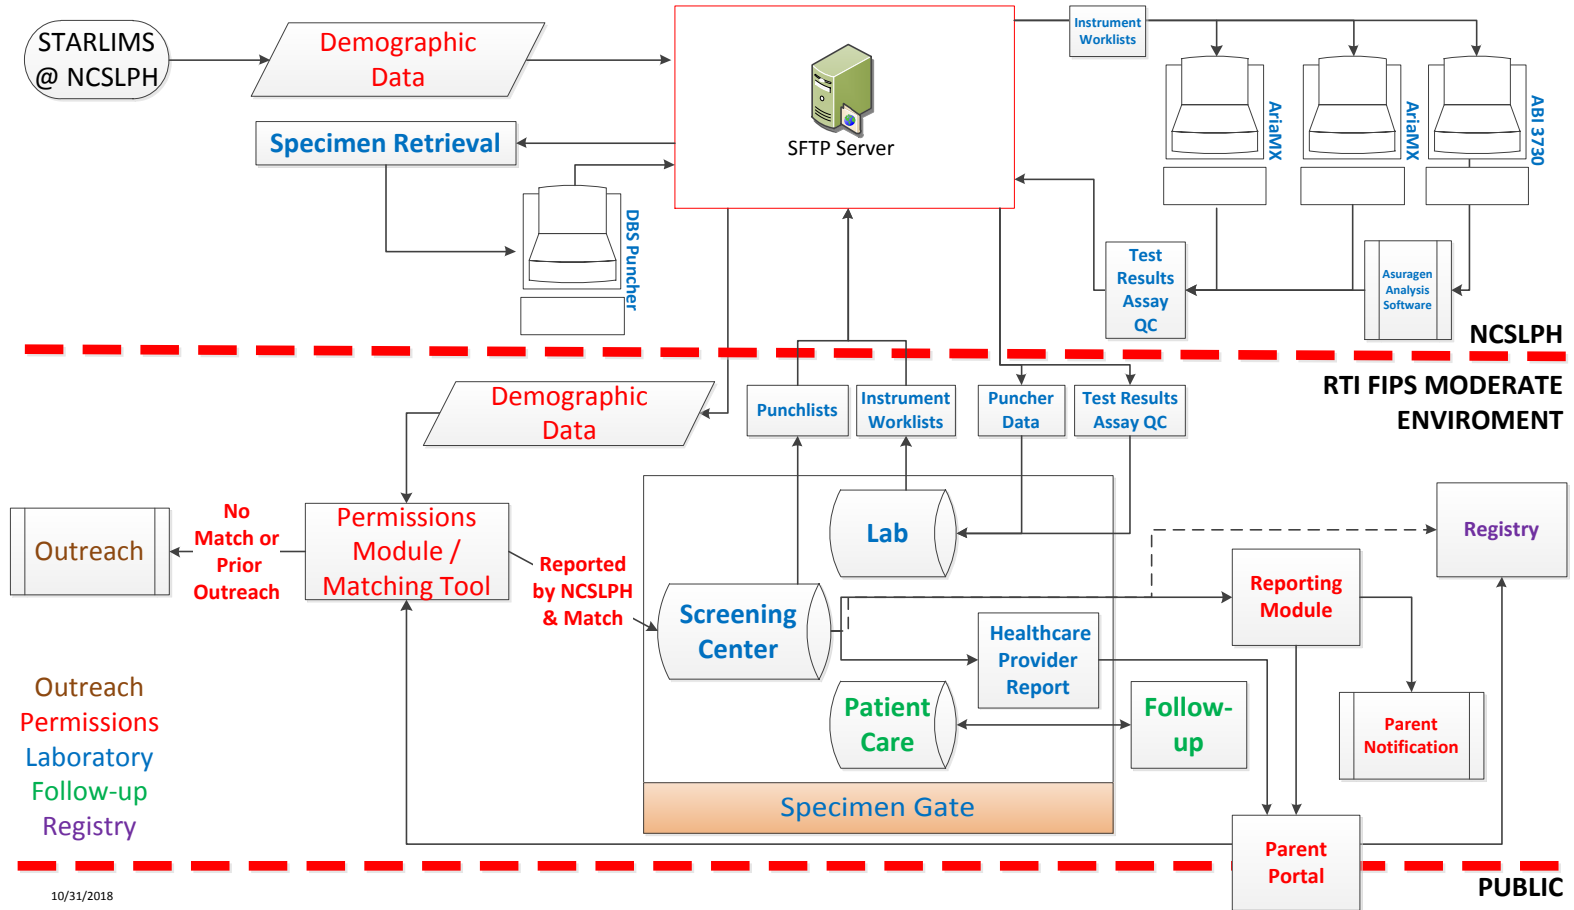 STARLIMS
@ NCSLPH
Demographic
Data
SFTP Server
Instrument
Worklists
AriaMX
AriaMX
ABI 3730
Specimen Retrieval
DBS Puncher
Test
Results
Assay
QC
Asuragen
Analysis
Software
NCSLPH
RTI FIPS MODERATE
ENVIROMENT
Demographic
Data
Punchlists
Instrument
Worklists
Puncher
Data
Test Results
Assay QC
Outreach
No
Match or
Prior
Outreach
Permissions
Module /
Matching Tool
Reported
by NCSLPH
& Match
Lab
Screening
Center
Healthcare
Provider
Report
Reporting
Module
Registry
Patient
Care
Follow-
up
Parent
Notification
Specimen Gate
Outreach
Permissions
Laboratory
Follow-up
Registry
Parent
Portal
PUBLIC
10/31/2018